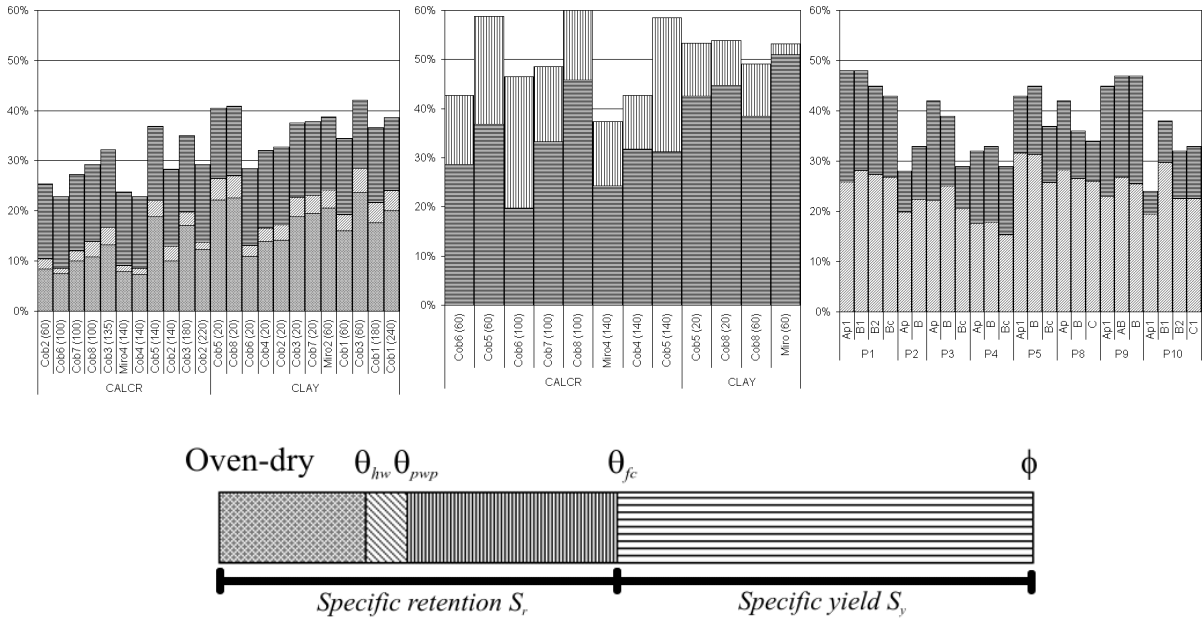 60%
50%
40%
30%
20%
10%
0%
Cob2 (60)
Cob6 (100)
Cob7 (100)
Cob8 (100)
Cob3 (135)
Miro4 (140)
Cob4 (140)
Cob5 (140)
Cob2 (140)
Cob3 (180)
Cob2 (20)
Cob5 (20)
Cob8 (20)
Cob6 (20)
Cob4 (20)
Cob2 (20)
Cob3 (20)
Cob7 (20)
Miro2 (60)
Cob1 (60)
Cob3 (60)
Cob1 (180)
Cob1 (240)
CALCR
CLAY
60%
50%
40%
30%
20%
10%
0%
Cob6 (60)
Cob5 (60)
Cob6 (100)
Cob7 (100)
Cob8 (100)
Miro4 (140)
Cob4 (140)
Cob5 (140)
Cob5 (20)
Cob8 (20)
Cob8 (60)
Miro (60)
CALCR
CLAY
60%
50%
40%
30%
20%
10%
0%
Ap1 B1 B2 Bc Ap B Ap B Bc Ap B Bc Ap1 B Bc Ap B C Ap1 AB B Ap1 B1 B2 C1
P1 P2 P3 P4 P5 P8 P9 P10
Oven-dry θhw θpwp θfc ϕ
Specific retention Sr Specific yield Sy